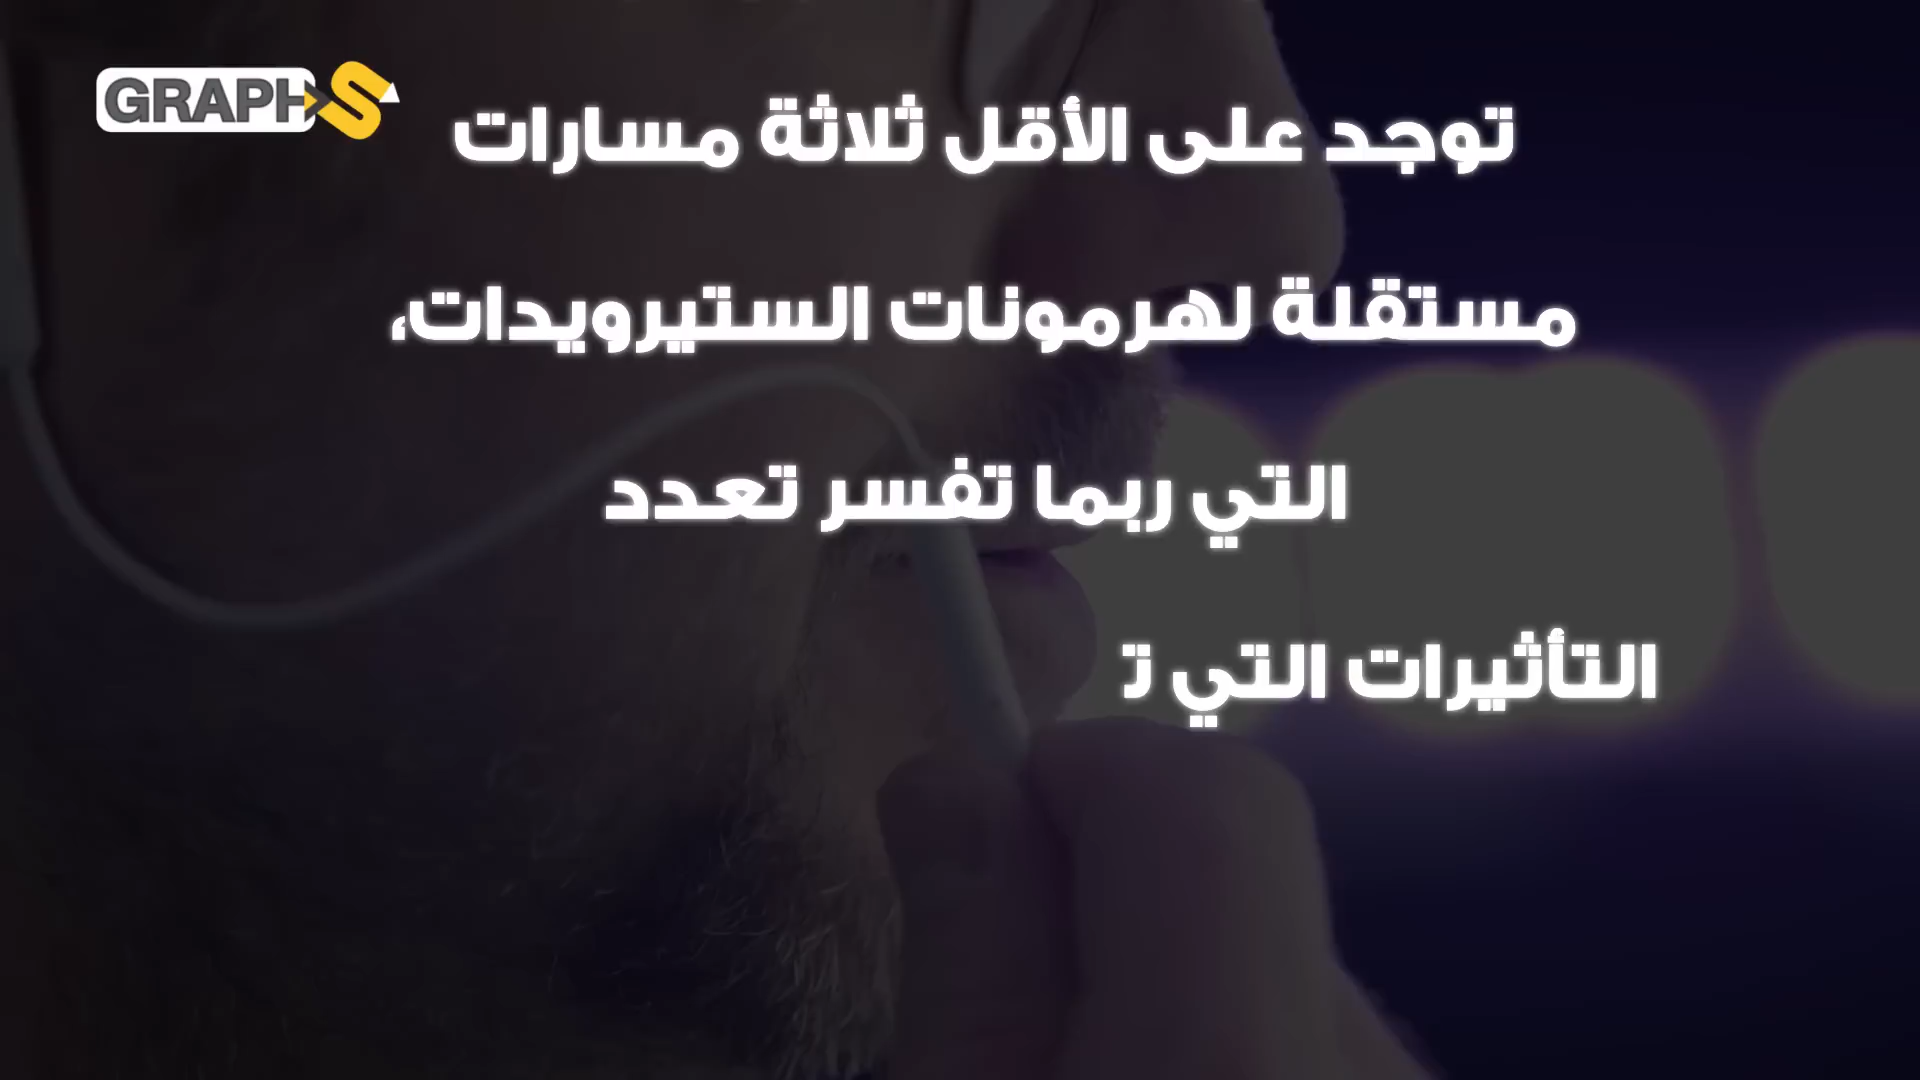 GRAPHS
توجد على الأقل ثلاثة مسارات
مستقلة لهرمونات الستيرويدات،
التي ربما تفسر تعدد
التأثيرات التي ت